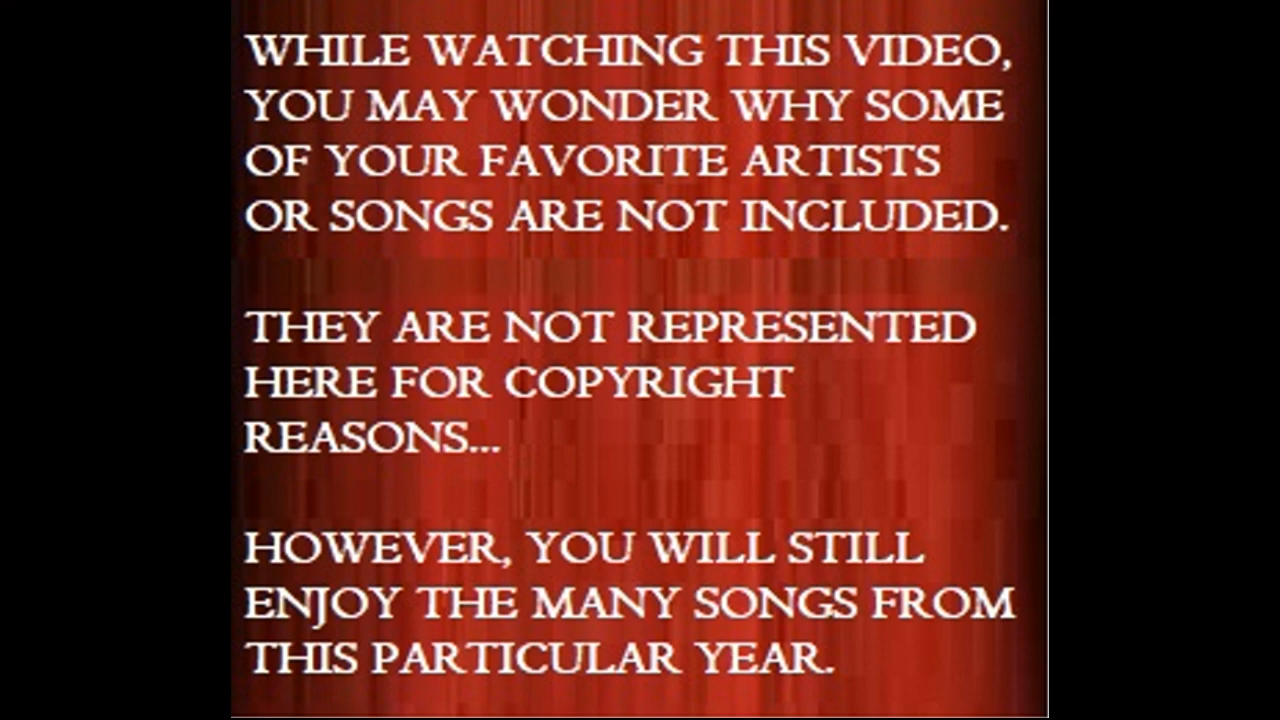 WHILE WATCHING THIS VIDEO,
YOU MAY WONDER WHY SOME
OF YOUR FAVORITE ARTISTS
OR SONGS ARE NOT INCLUDED.
THEY ARE NOT REPRESENTED
HERE FOR COPYRIGHT
REASONS...
HOWEVER, YOU WILL STILL
ENJOY THE MANY SONGS FROM
THIS PARTICULAR YEAR.